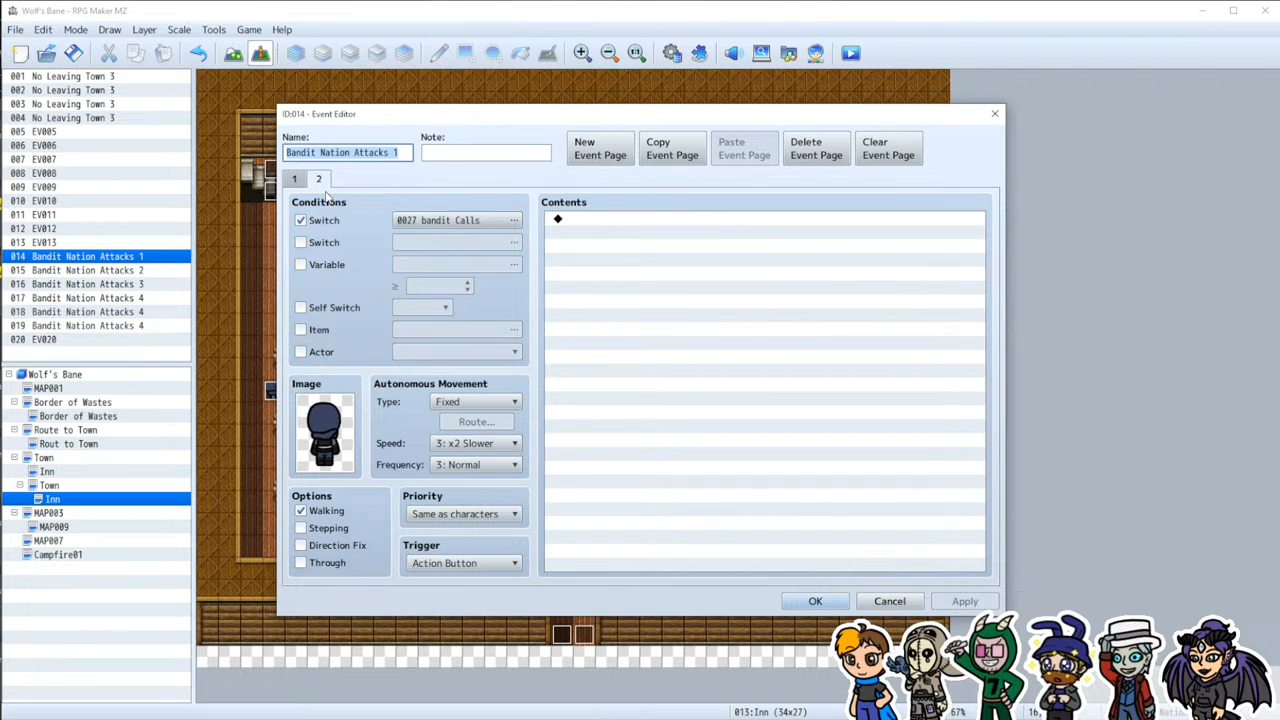 Wolf's Bane - RPG Maker MZ
File Edit Mode Draw Layer Scale Tools Game Help
001 No Leaving Town 3
002 No Leaving Town 3
003 No Leaving Town 3
004 No Leaving Town 3
005 EV005
006 EV006
007 EV007
008 EV008
009 EV009
010 EV010
011 EV011
012 EV012
013 EV013
014 Bandit Nation Attacks 1
015 Bandit Nation Attacks 2
016 Bandit Nation Attacks 3
017 Bandit Nation Attacks 4
018 Bandit Nation Attacks 4
019 Bandit Nation Attacks 4
020 EV020
Wolf's Bane
MAP001
Border of Wastes
Border of Wastes
Route to Town
Rout to Town
Town
Inn
Town
Inn
MAP003
MAP009
MAP007
Campfire01
ID:014 - Event Editor
Name: Note:
Bandit Nation Attacks 1
New Event Page
Copy Event Page
Paste Event Page
Delete Event Page
Clear Event Page
1 2
Conditions
Switch 0027 bandit Calls ...
Switch ...
Variable ...
≥
Self Switch
Item ...
Actor
Image
Autonomous Movement
Type: Fixed
Route...
Speed: 3: x2 Slower
Frequency: 3: Normal
Options
Walking
Stepping
Direction Fix
Through
Priority
Same as characters
Trigger
Action Button
Contents
OK Cancel Apply
7
013:Inn (34x27) 67% 16,